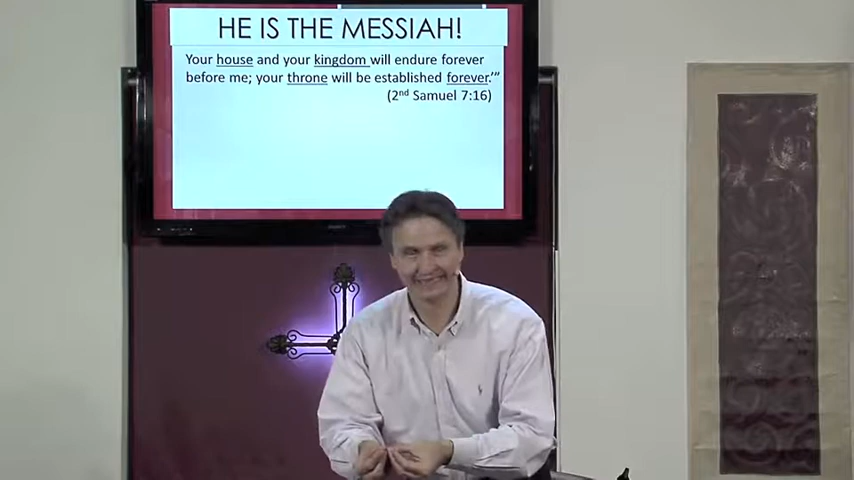 HE IS THE MESSIAH!
Your house and your kingdom will endure forever
before me; your throne will be established forever.’”
(2nd Samuel 7:16)